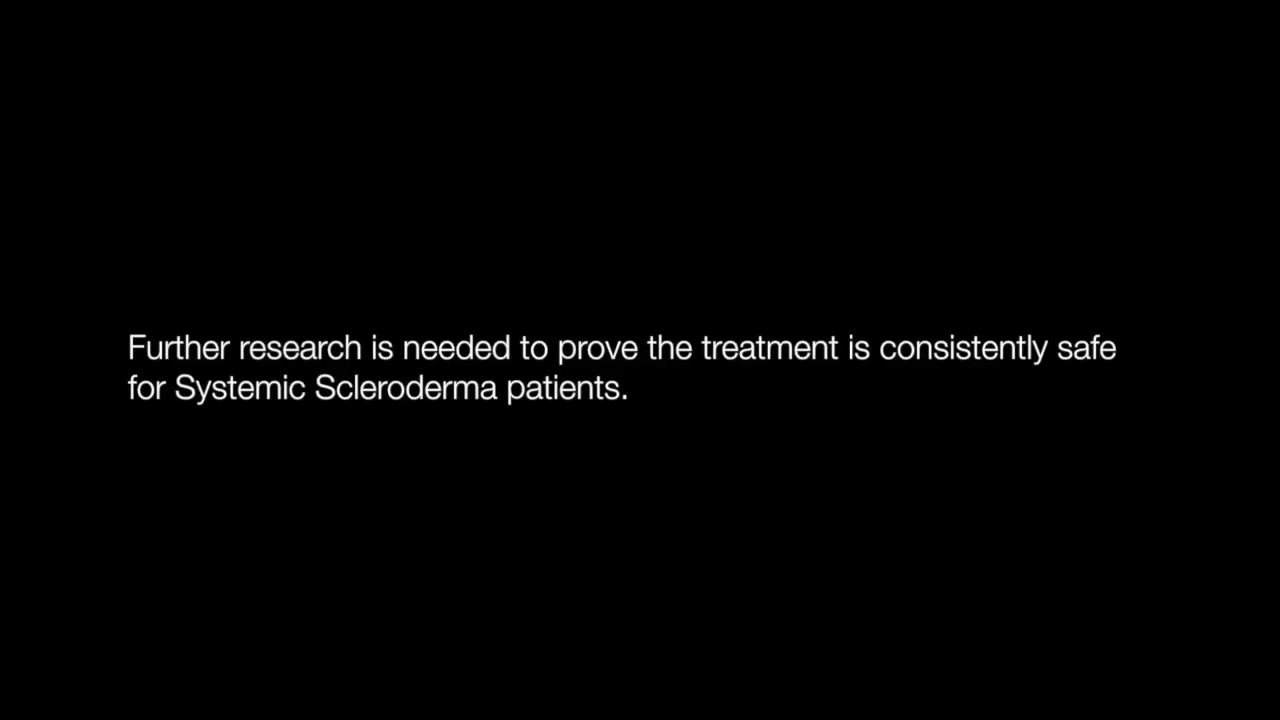 Further research is needed to prove the treatment is consistently safe
for Systemic Scleroderma patients.